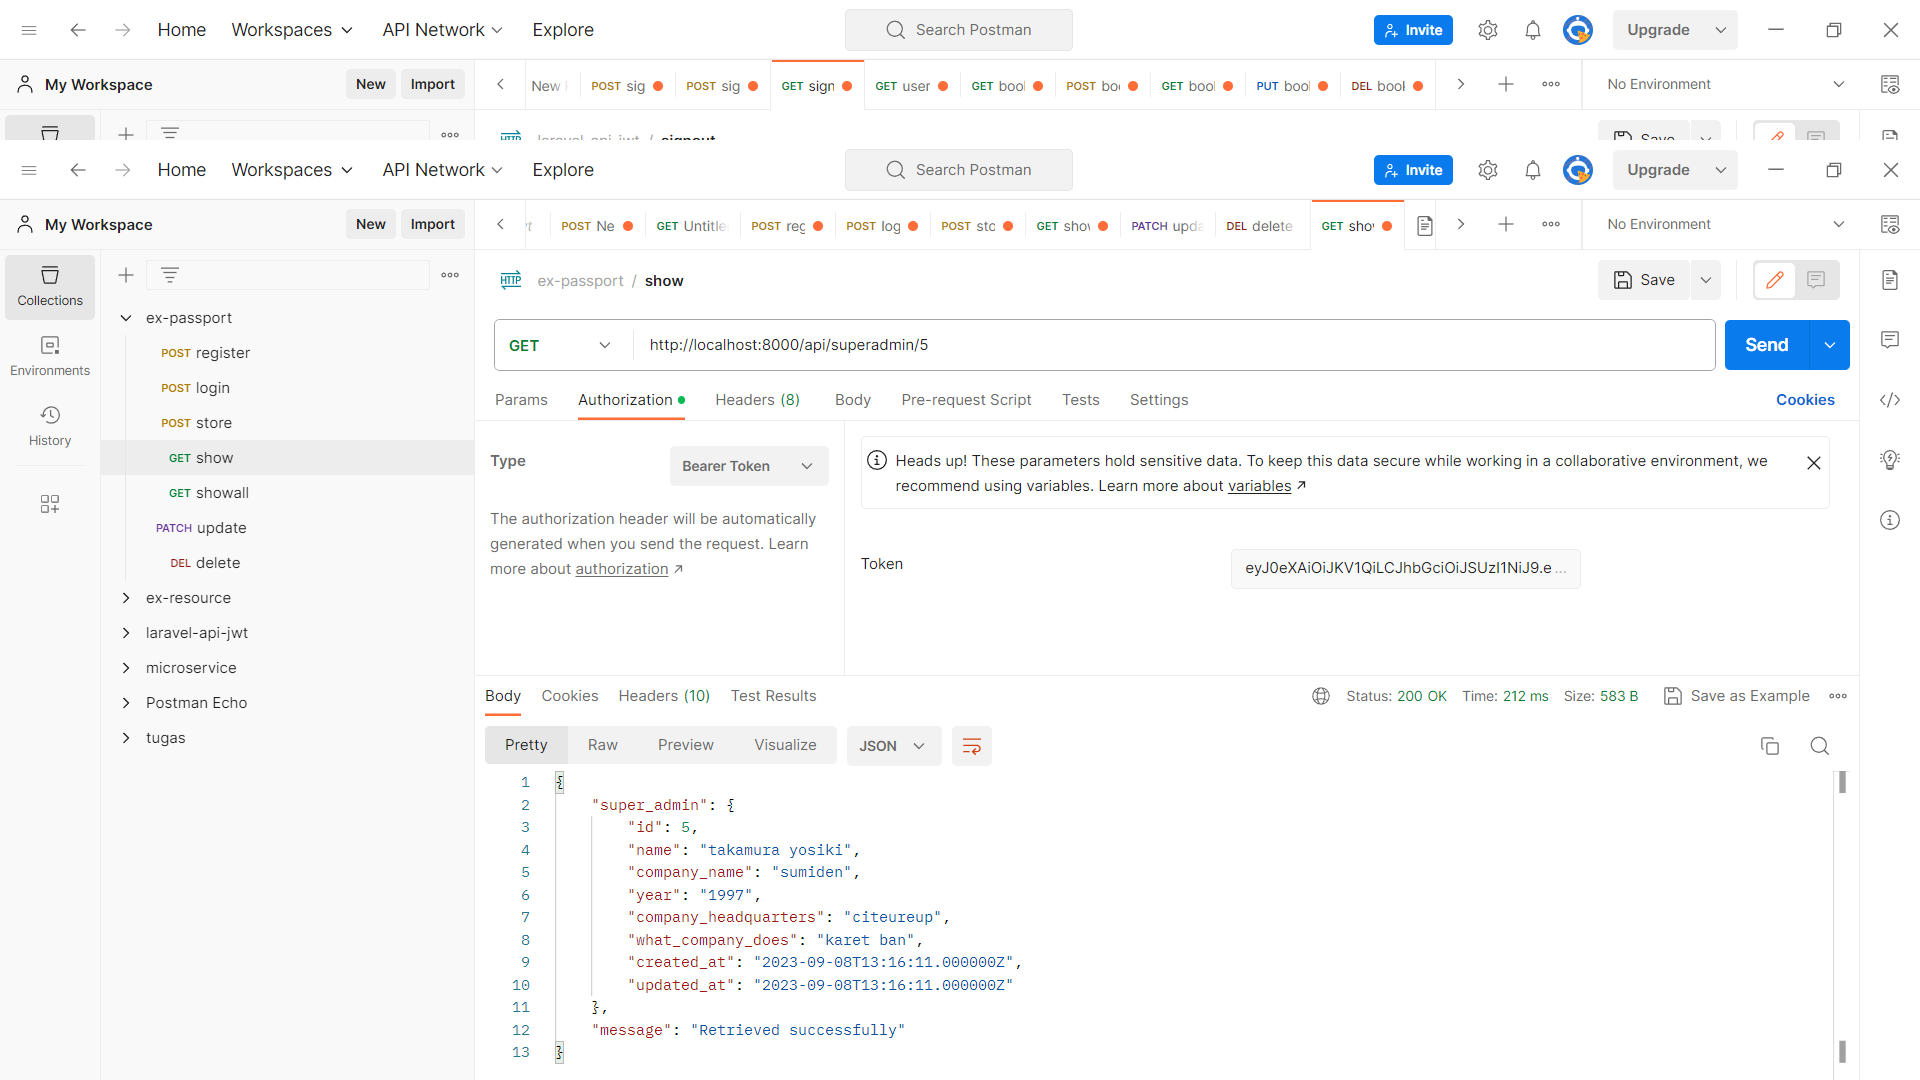 Home Workspaces API Network Explore Search Postman Invite Upgrade
My Workspace New Import New POST sig POST sig GET sign GET user GET bool POST bo GET bool PUT bool DEL book No Environment
Home Workspaces API Network Explore Search Postman Invite Upgrade
My Workspace New Import POST Ne GET Untitle POST reg POST log POST sto GET show PATCH upda DEL delete GET show No Environment
HTTP ex-passport / show Save
Collections
ex-passport
GET http://localhost:8000/api/superadmin/5 Send
POST register
Environments
POST login
Params Authorization Headers (8) Body Pre-request Script Tests Settings Cookies
POST store
History
GET show
Type Bearer Token
Heads up! These parameters hold sensitive data. To keep this data secure while working in a collaborative environment, we
recommend using variables. Learn more about variables ↗
GET showall
PATCH update
The authorization header will be automatically
generated when you send the request. Learn
more about authorization ↗
DEL delete
Token eyJ0eXAiOiJKV1QiLCJhbGciOiJSUzI1NiJ9.e ...
ex-resource
laravel-api-jwt
microservice
Postman Echo
tugas
Body Cookies Headers (10) Test Results Status: 200 OK Time: 212 ms Size: 583 B Save as Example
Pretty Raw Preview Visualize JSON
1 {
2 "super_admin": {
3 "id": 5,
4 "name": "takamura yosiki",
5 "company_name": "sumiden",
6 "year": "1997",
7 "company_headquarters": "citeureup",
8 "what_company_does": "karet ban",
9 "created_at": "2023-09-08T13:16:11.000000Z",
10 "updated_at": "2023-09-08T13:16:11.000000Z"
11 },
12 "message": "Retrieved successfully"
13 }